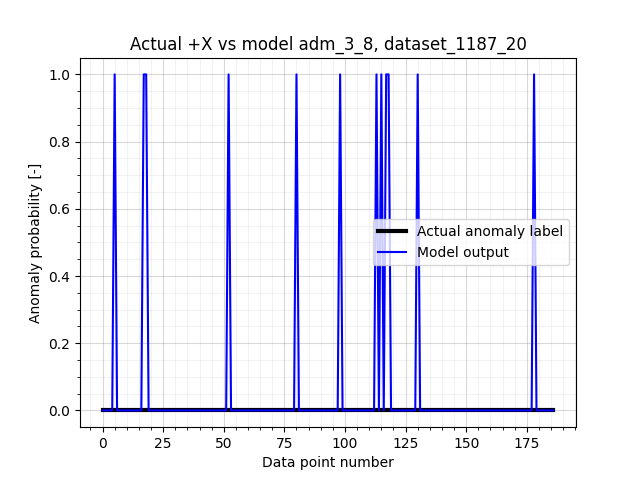 Actual +X vs model adm_3_8, dataset_1187_20
1.0
0.8
0.6
0.4
0.2
0.0
Anomaly probability [-]
Actual anomaly label
Model output
0 25 50 75 100 125 150 175
Data point number